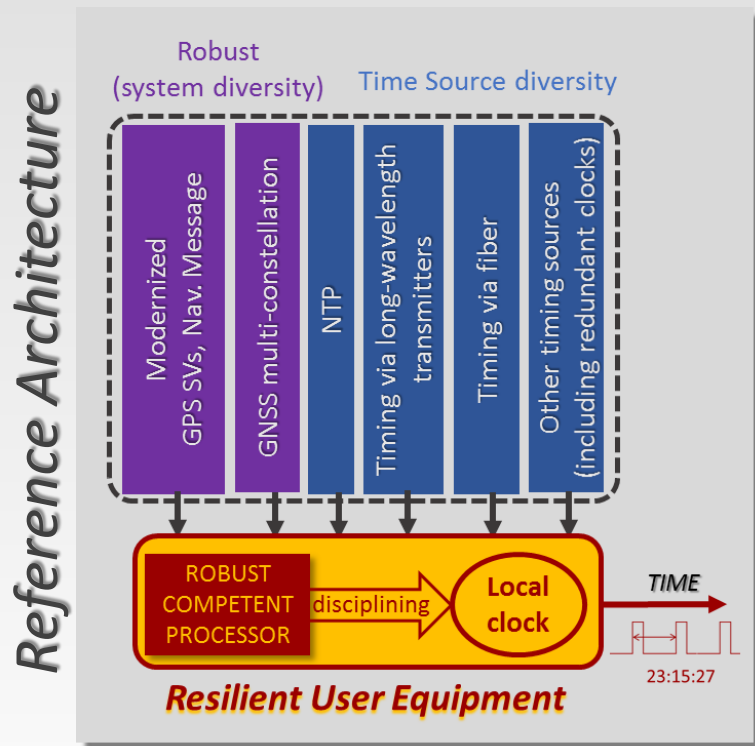 Reference Architecture
Robust
(system diversity)
Time Source diversity
Modernized
GPS SVs, Nav. Message
GNSS multi-constellation
NTP
Timing via long-wavelength
transmitters
Timing via fiber
Other timing sources
(including redundant clocks)
ROBUST
COMPETENT
PROCESSOR
disciplining
Local
clock
TIME
23:15:27
Resilient User Equipment